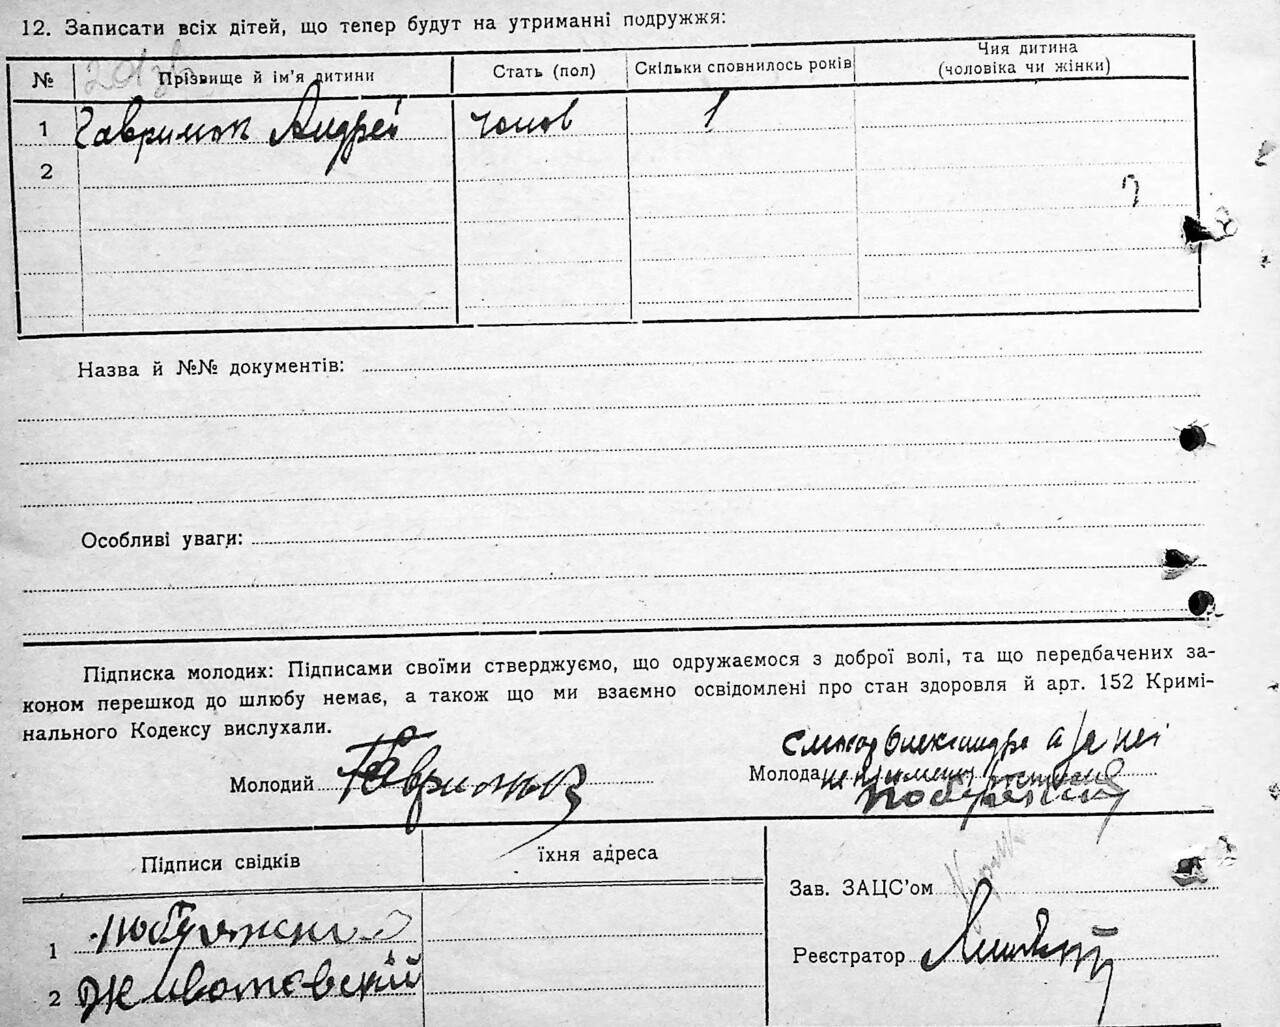 12. Записати всіх дітей, що тепер будут на утриманні подружжя:
№ Прізвище й ім'я дитини Стать (пол) Скільки сповнилось років Чия дитина
(чоловіка чи жінки)
1 Андрей 1
2
Назва й №№ документів:
Особливі уваги:
Підписка молодих: Підписами своїми стверджуємо, що одружаємося з доброї волі, та що передбачених за-
коном перешкод до шлюбу немає, а також що ми взаємно освідомлені про стан здоровля й арт. 152 Кримі-
нального Кодексу вислухали.
Олександра а за неї
Молодий Молода
Підписи свідків їхня адреса
Зав. ЗАЦС'ом
1
Реєстратор
2 Животовский